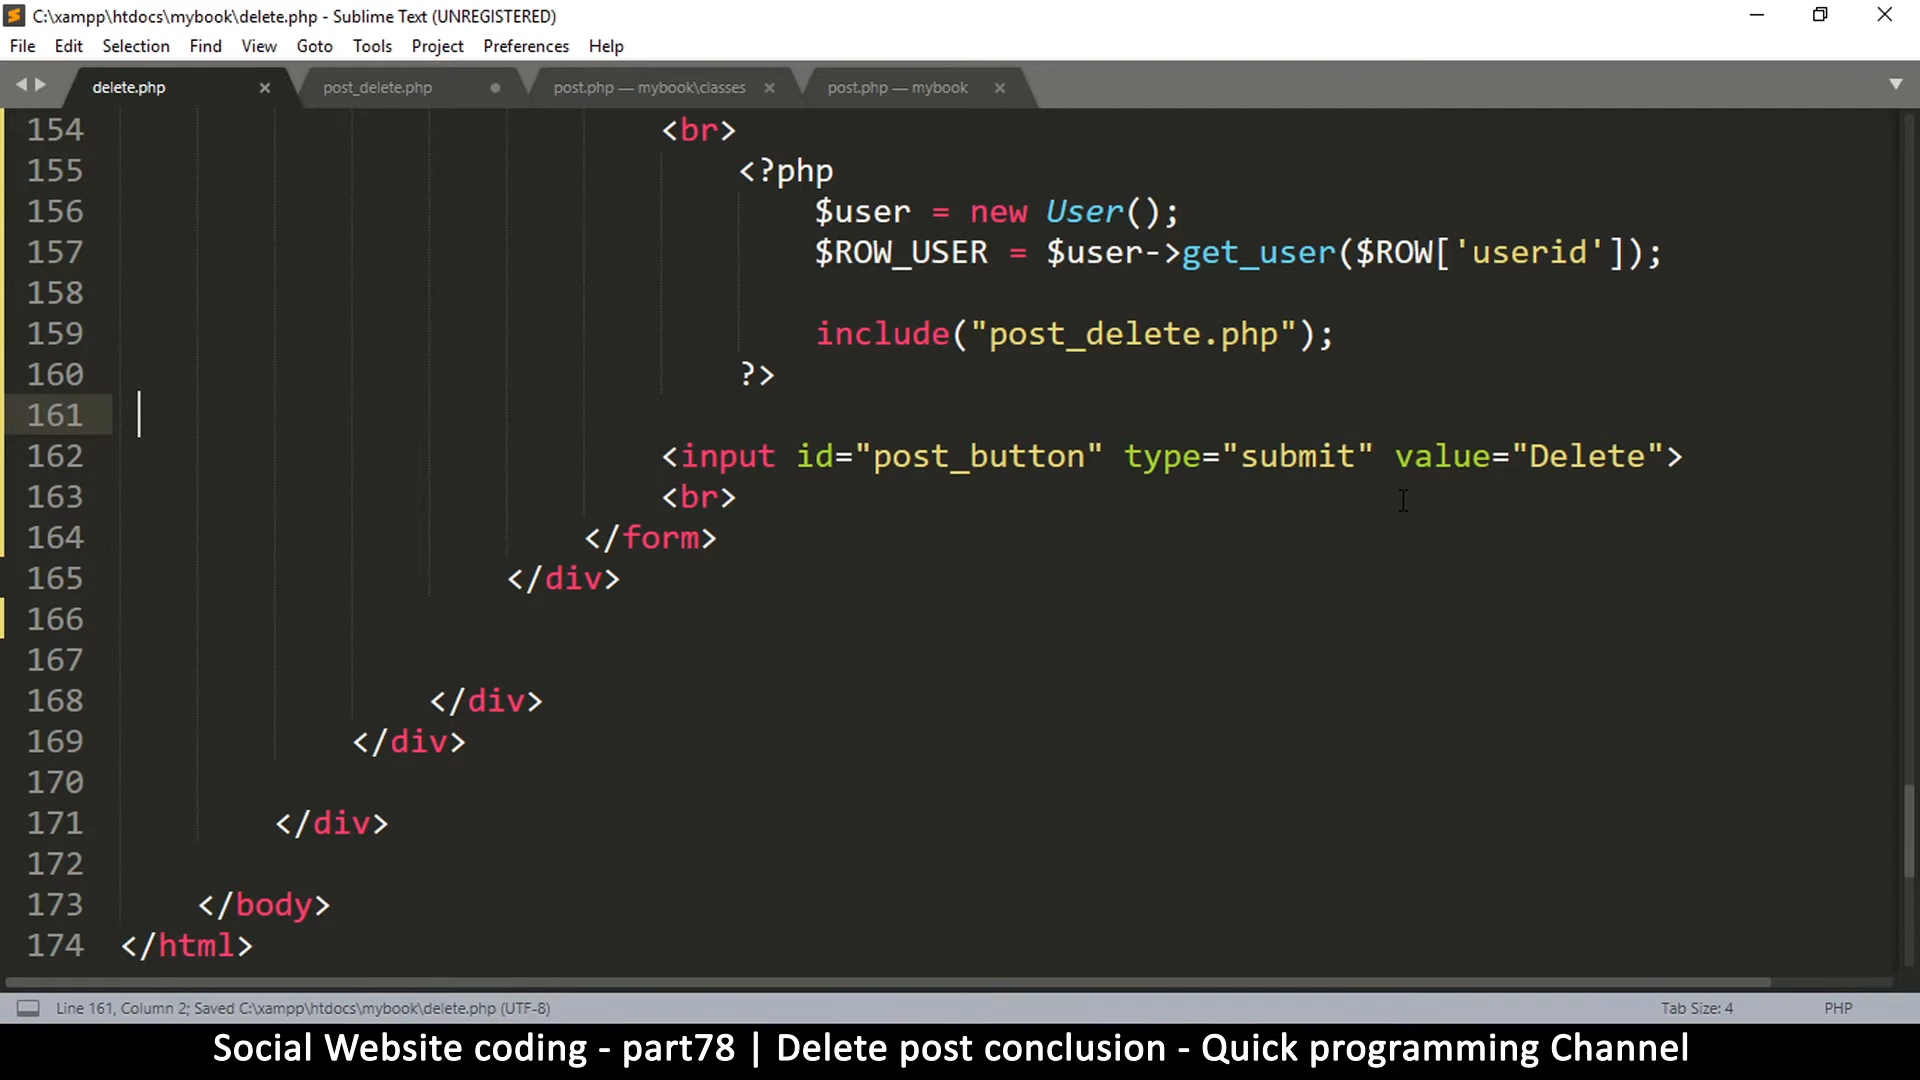 C:\xampp\htdocs\mybook\delete.php - Sublime Text (UNREGISTERED)
File Edit Selection Find View Goto Tools Project Preferences Help
delete.php post_delete.php post.php — mybook\classes post.php — mybook
154 <br>
155 <?php
156 $user = new User();
157 $ROW_USER = $user->get_user($ROW['userid']);
158
159 include("post_delete.php");
160 ?>
161
162 <input id="post_button" type="submit" value="Delete">
163 <br>
164 </form>
165 </div>
166
167
168 </div>
169 </div>
170
171 </div>
172
173 </body>
174 </html>
Line 161, Column 2; Saved C:\xampp\htdocs\mybook\delete.php (UTF-8) Tab Size: 4 PHP
Social Website coding - part78 | Delete post conclusion - Quick programming Channel